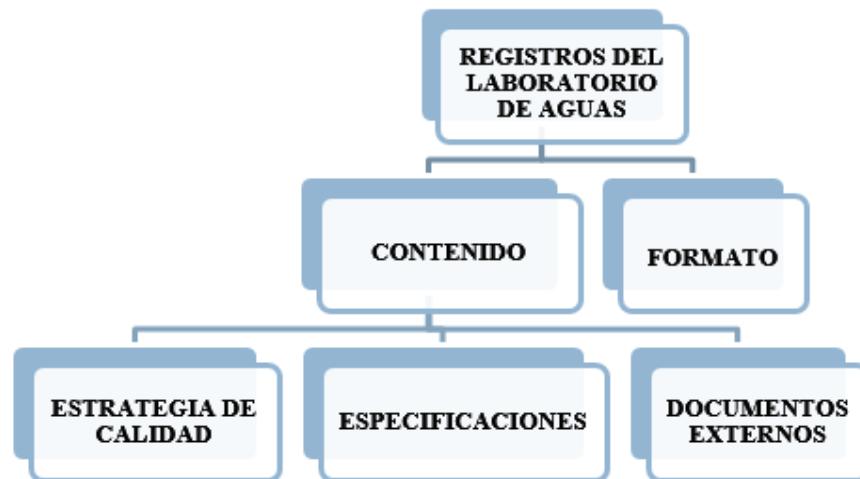 REGISTROS DEL
LABORATORIO
DE AGUAS
CONTENIDO
FORMATO
ESTRATEGIA DE
CALIDAD
ESPECIFICACIONES
DOCUMENTOS
EXTERNOS